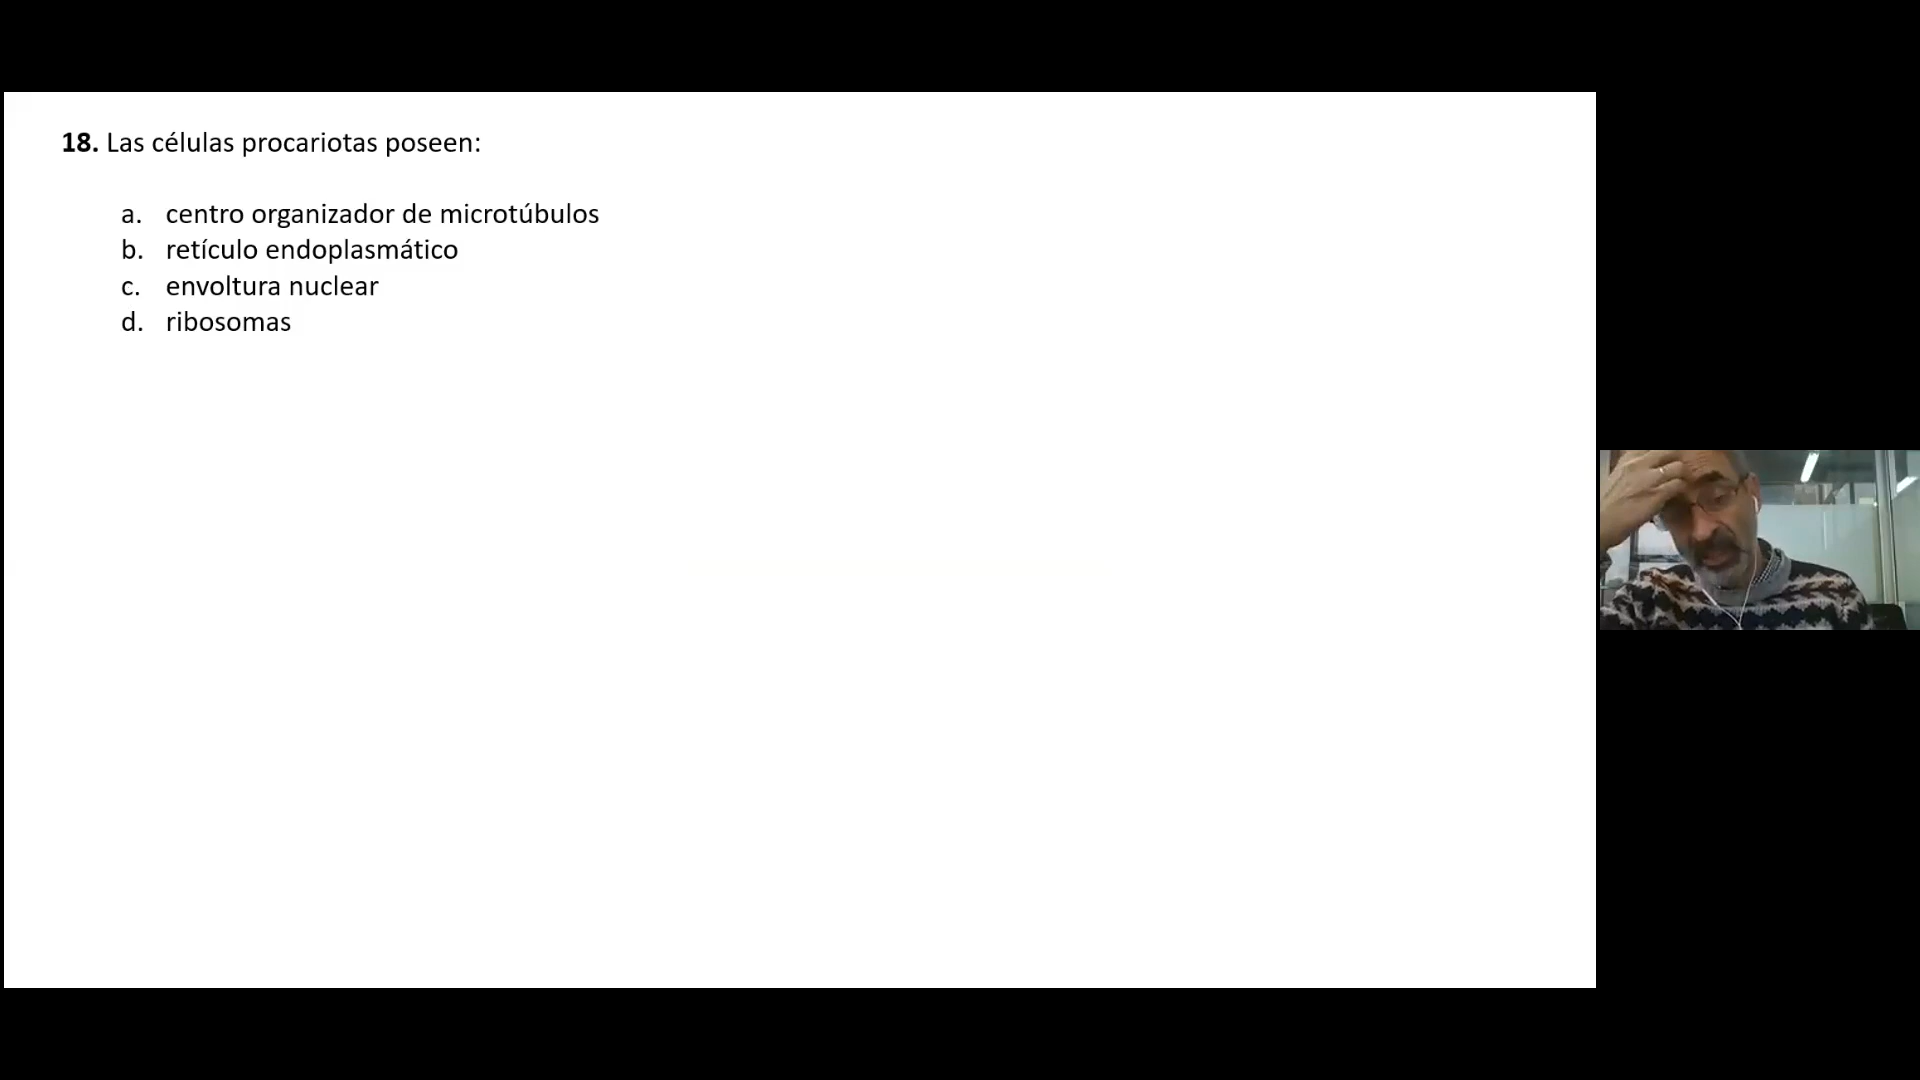 18. Las células procariotas poseen:
a. centro organizador de microtúbulos
b. retículo endoplasmático
c. envoltura nuclear
d. ribosomas